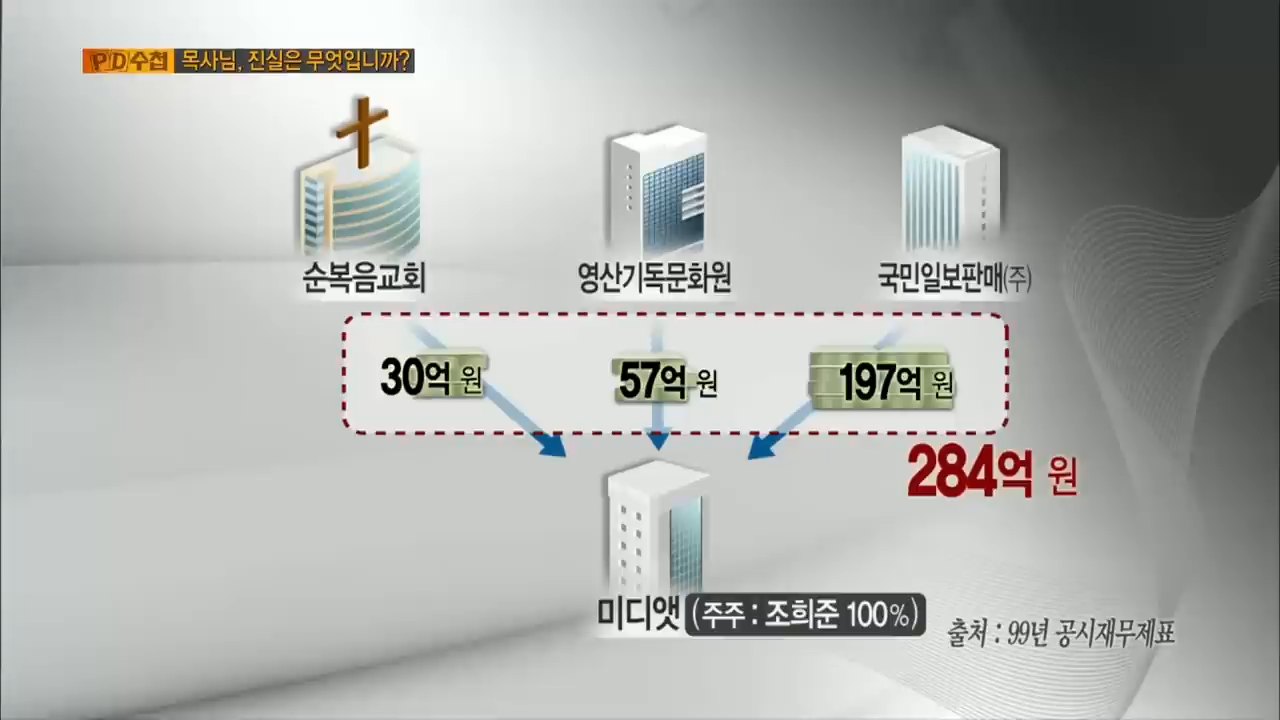 PD수첩 목사님, 진실은 무엇입니까?
순복음교회
영산기독문화원
국민일보판매(주)
30억 원
57억 원
197억 원
284억 원
미디앳 (주주 : 조희준 100%)
출처 : 99년 공시재무제표